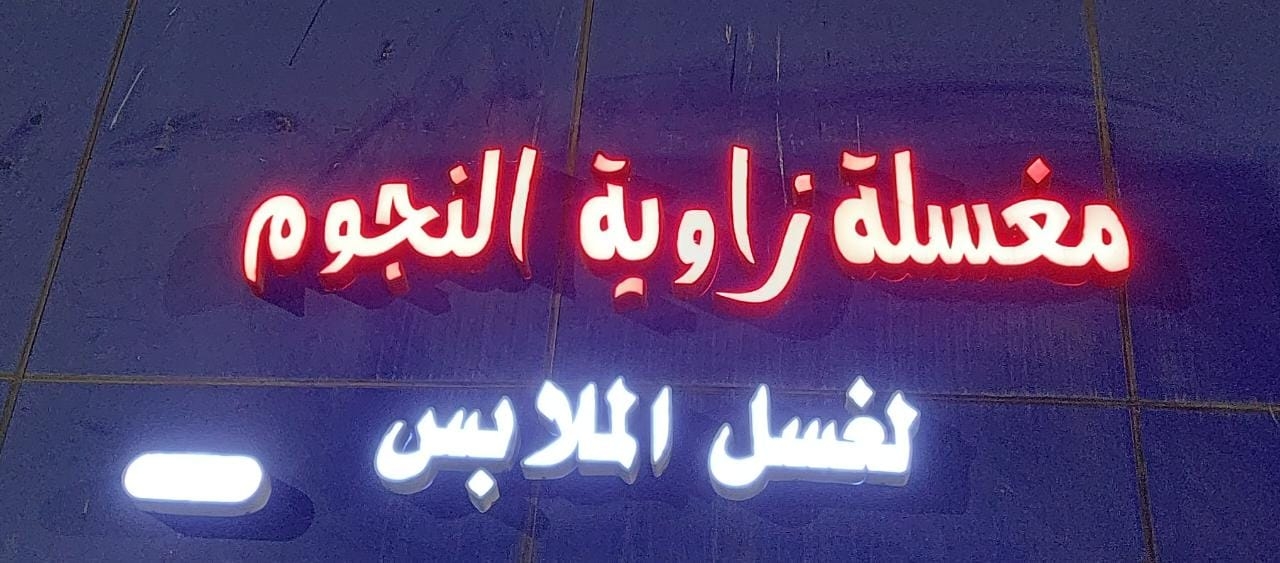 مغسلة زاوية النجوم
لغسل الملابس